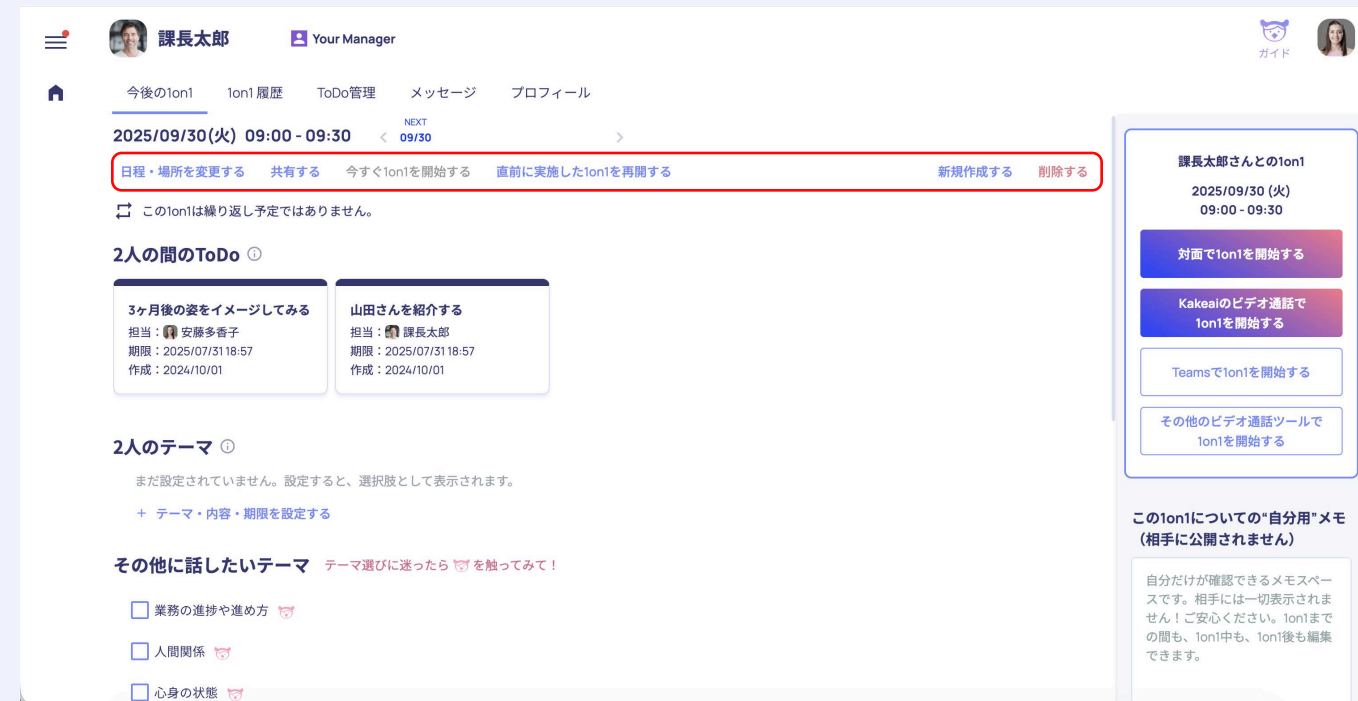 課長太郎
Your Manager
ガイド
今後の1on1 1on1 履歴 ToDo管理 メッセージ プロフィール
2025/09/30(火) 09:00 - 09:30
NEXT
09/30
日程・場所を変更する 共有する 今すぐ1on1を開始する 直前に実施した1on1を再開する 新規作成する 削除する
この1on1は繰り返し予定ではありません。
2人の間のToDo
3ヶ月後の姿をイメージしてみる
担当：安藤多香子
期限：2025/07/31 18:57
作成：2024/10/01
山田さんを紹介する
担当：課長太郎
期限：2025/07/31 18:57
作成：2024/10/01
2人のテーマ
まだ設定されていません。設定すると、選択肢として表示されます。
+ テーマ・内容・期限を設定する
その他に話したいテーマ テーマ選びに迷ったら を触ってみて！
業務の進捗や進め方
人間関係
心身の状態
課長太郎さんとの1on1
2025/09/30 (火)
09:00 - 09:30
対面で1on1を開始する
Kakeaiのビデオ通話で
1on1を開始する
Teamsで1on1を開始する
その他のビデオ通話ツールで
1on1を開始する
この1on1についての“自分用”メモ
（相手に公開されません）
自分だけが確認できるメモスペー
スです。相手には一切表示されま
せん！ご安心ください。1on1まで
の間も、1on1中も、1on1後も編集
できます。